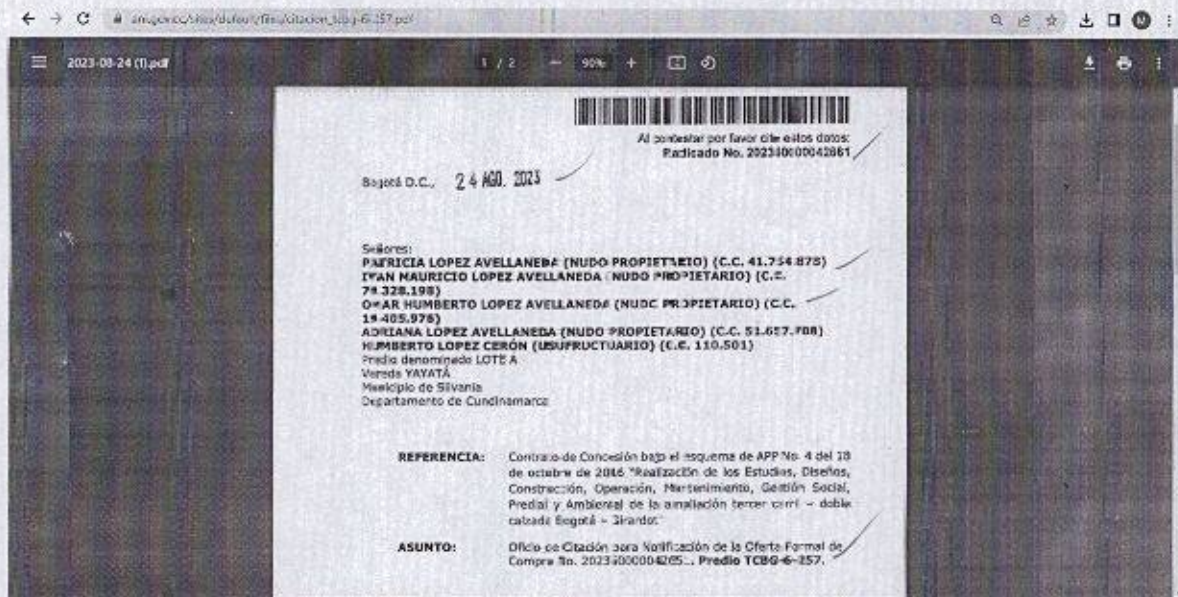 2023-08-24 (1).pdf
1 / 2
90%
Al contestar por favor cite estos datos:
Radicado No. 202340000042661
Bogotá D.C., 24 AGO. 2023
Señores:
PATRICIA LOPEZ AVELLANEDA (NUDO PROPIETARIO) (C.C.
IVAN MAURICIO LOPEZ AVELLANEDA (NUDO PROPIETARIO) (C.C.
79.328.198)
OMAR HUMBERTO LOPEZ AVELLANEDA (NUDO PROPIETARIO) (C.C.
19.405.976)
ADRIANA LOPEZ AVELLANEDA (NUDO PROPIETARIO) (C.C.
HUMBERTO LOPEZ CERÓN (USUFRUCTUARIO) (C.C. 110.501)
Predio denominado LOTE A
Vereda YAYATÁ
Municipio de Silvania
Departamento de Cundinamarca
REFERENCIA: Contrato de Concesión bajo el esquema de APP No. 4 del 18
de octubre de 2016 "Realización de los Estudios, Diseños,
Construcción, Operación, Mantenimiento, Gestión Social,
Predial y Ambiental de la ampliación tercer carril – doble
calzada Bogotá – Girardot"
ASUNTO: Oficio de Citación para Notificación de la Oferta Formal de
Compra No. Predio TCBG-6-257.